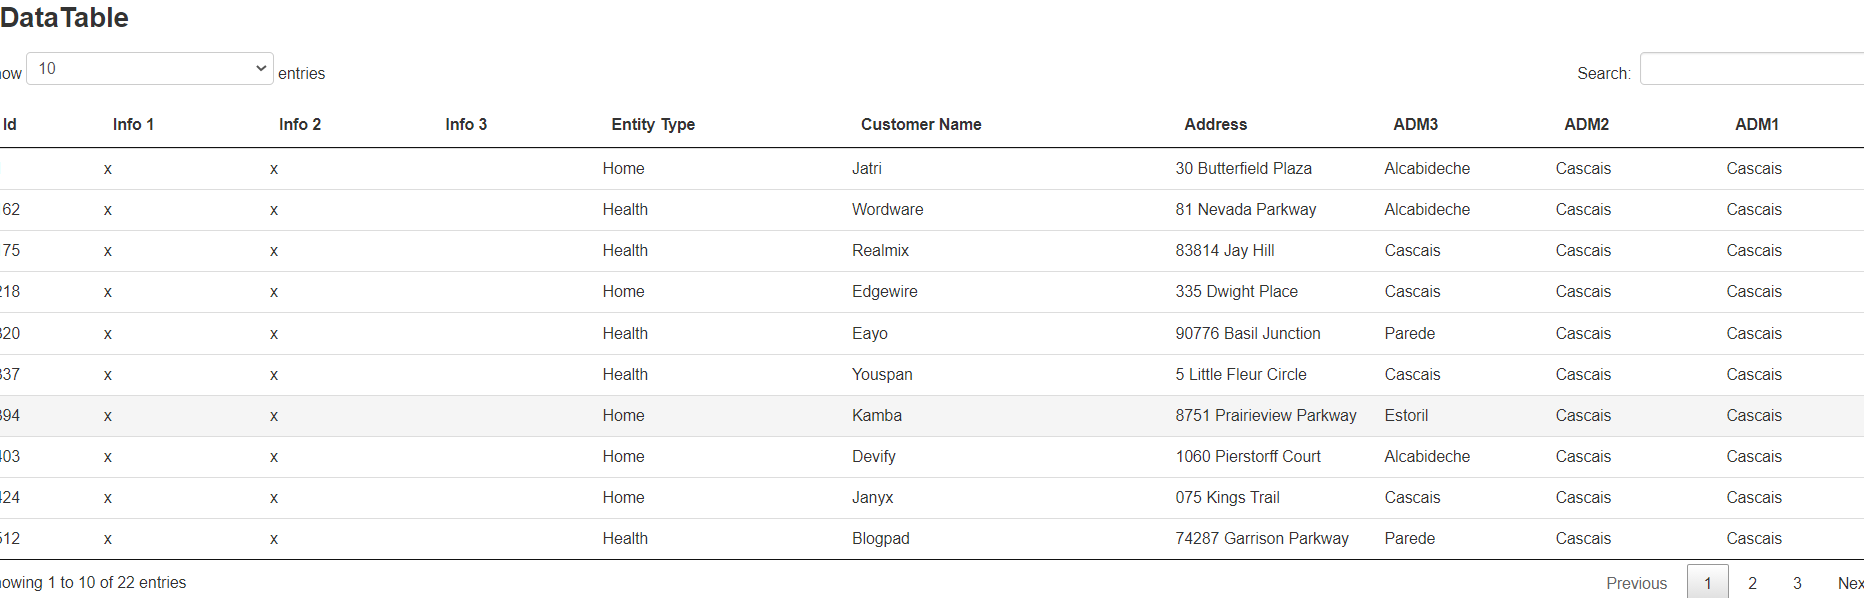 DataTable
10 entries Search:
Id Info 1 Info 2 Info 3 Entity Type Customer Name Address ADM3 ADM2 ADM1
x x Home Jatri 30 Butterfield Plaza Alcabideche Cascais Cascais
62 x x Health Wordware 81 Nevada Parkway Alcabideche Cascais Cascais
75 x x Health Realmix 83814 Jay Hill Cascais Cascais Cascais
218 x x Home Edgewire 335 Dwight Place Cascais Cascais Cascais
320 x x Health Eayo 90776 Basil Junction Parede Cascais Cascais
337 x x Health Youspan 5 Little Fleur Circle Cascais Cascais Cascais
394 x x Home Kamba 8751 Prairieview Parkway Estoril Cascais Cascais
403 x x Home Devify 1060 Pierstorff Court Alcabideche Cascais Cascais
424 x x Home Janyx 075 Kings Trail Cascais Cascais Cascais
512 x x Health Blogpad 74287 Garrison Parkway Parede Cascais Cascais
owing 1 to 10 of 22 entries Previous 1 2 3 Nex